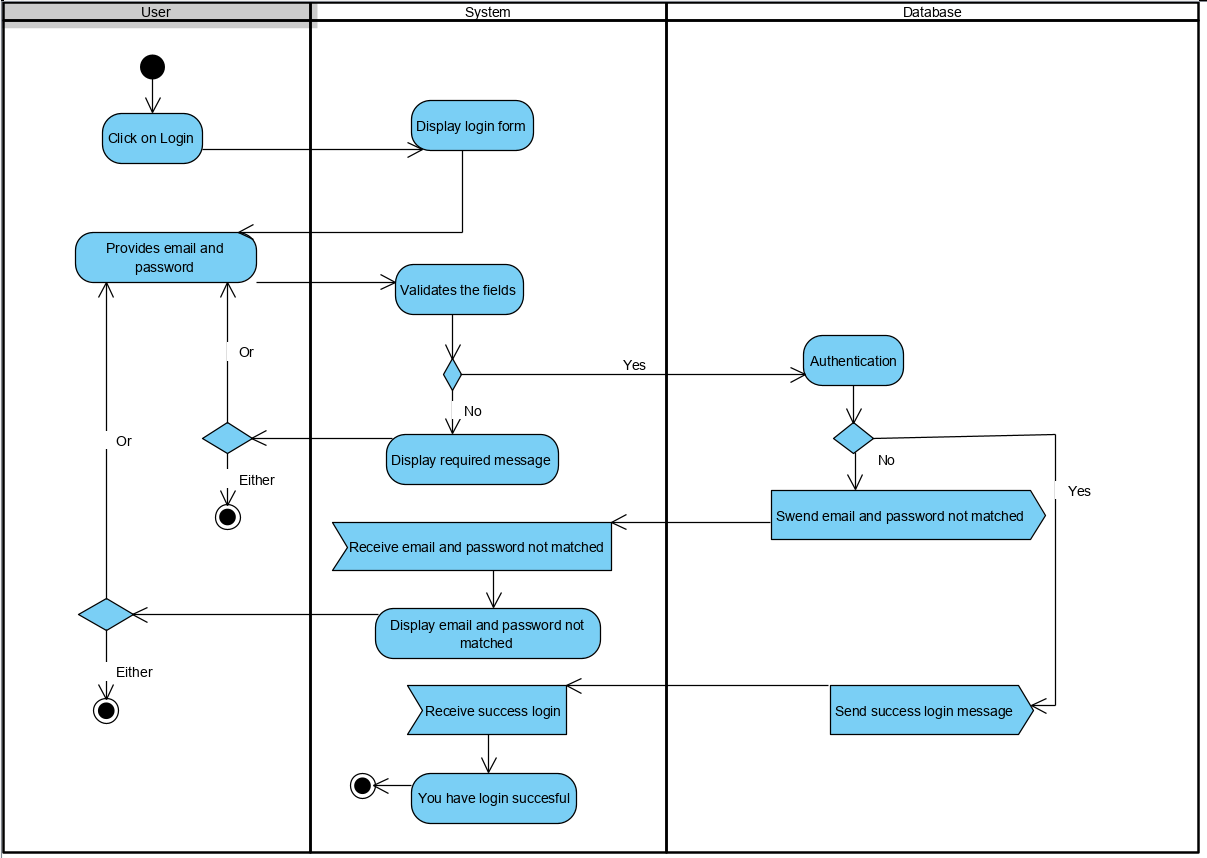 User
System
Database
Click on Login
Display login form
Provides email and
password
Validates the fields
Or
Yes
Authentication
No
Or
Display required message
No
Either
Yes
Swend email and password not matched
Receive email and password not matched
Display email and password not
matched
Either
Receive success login
Send success login message
You have login succesful